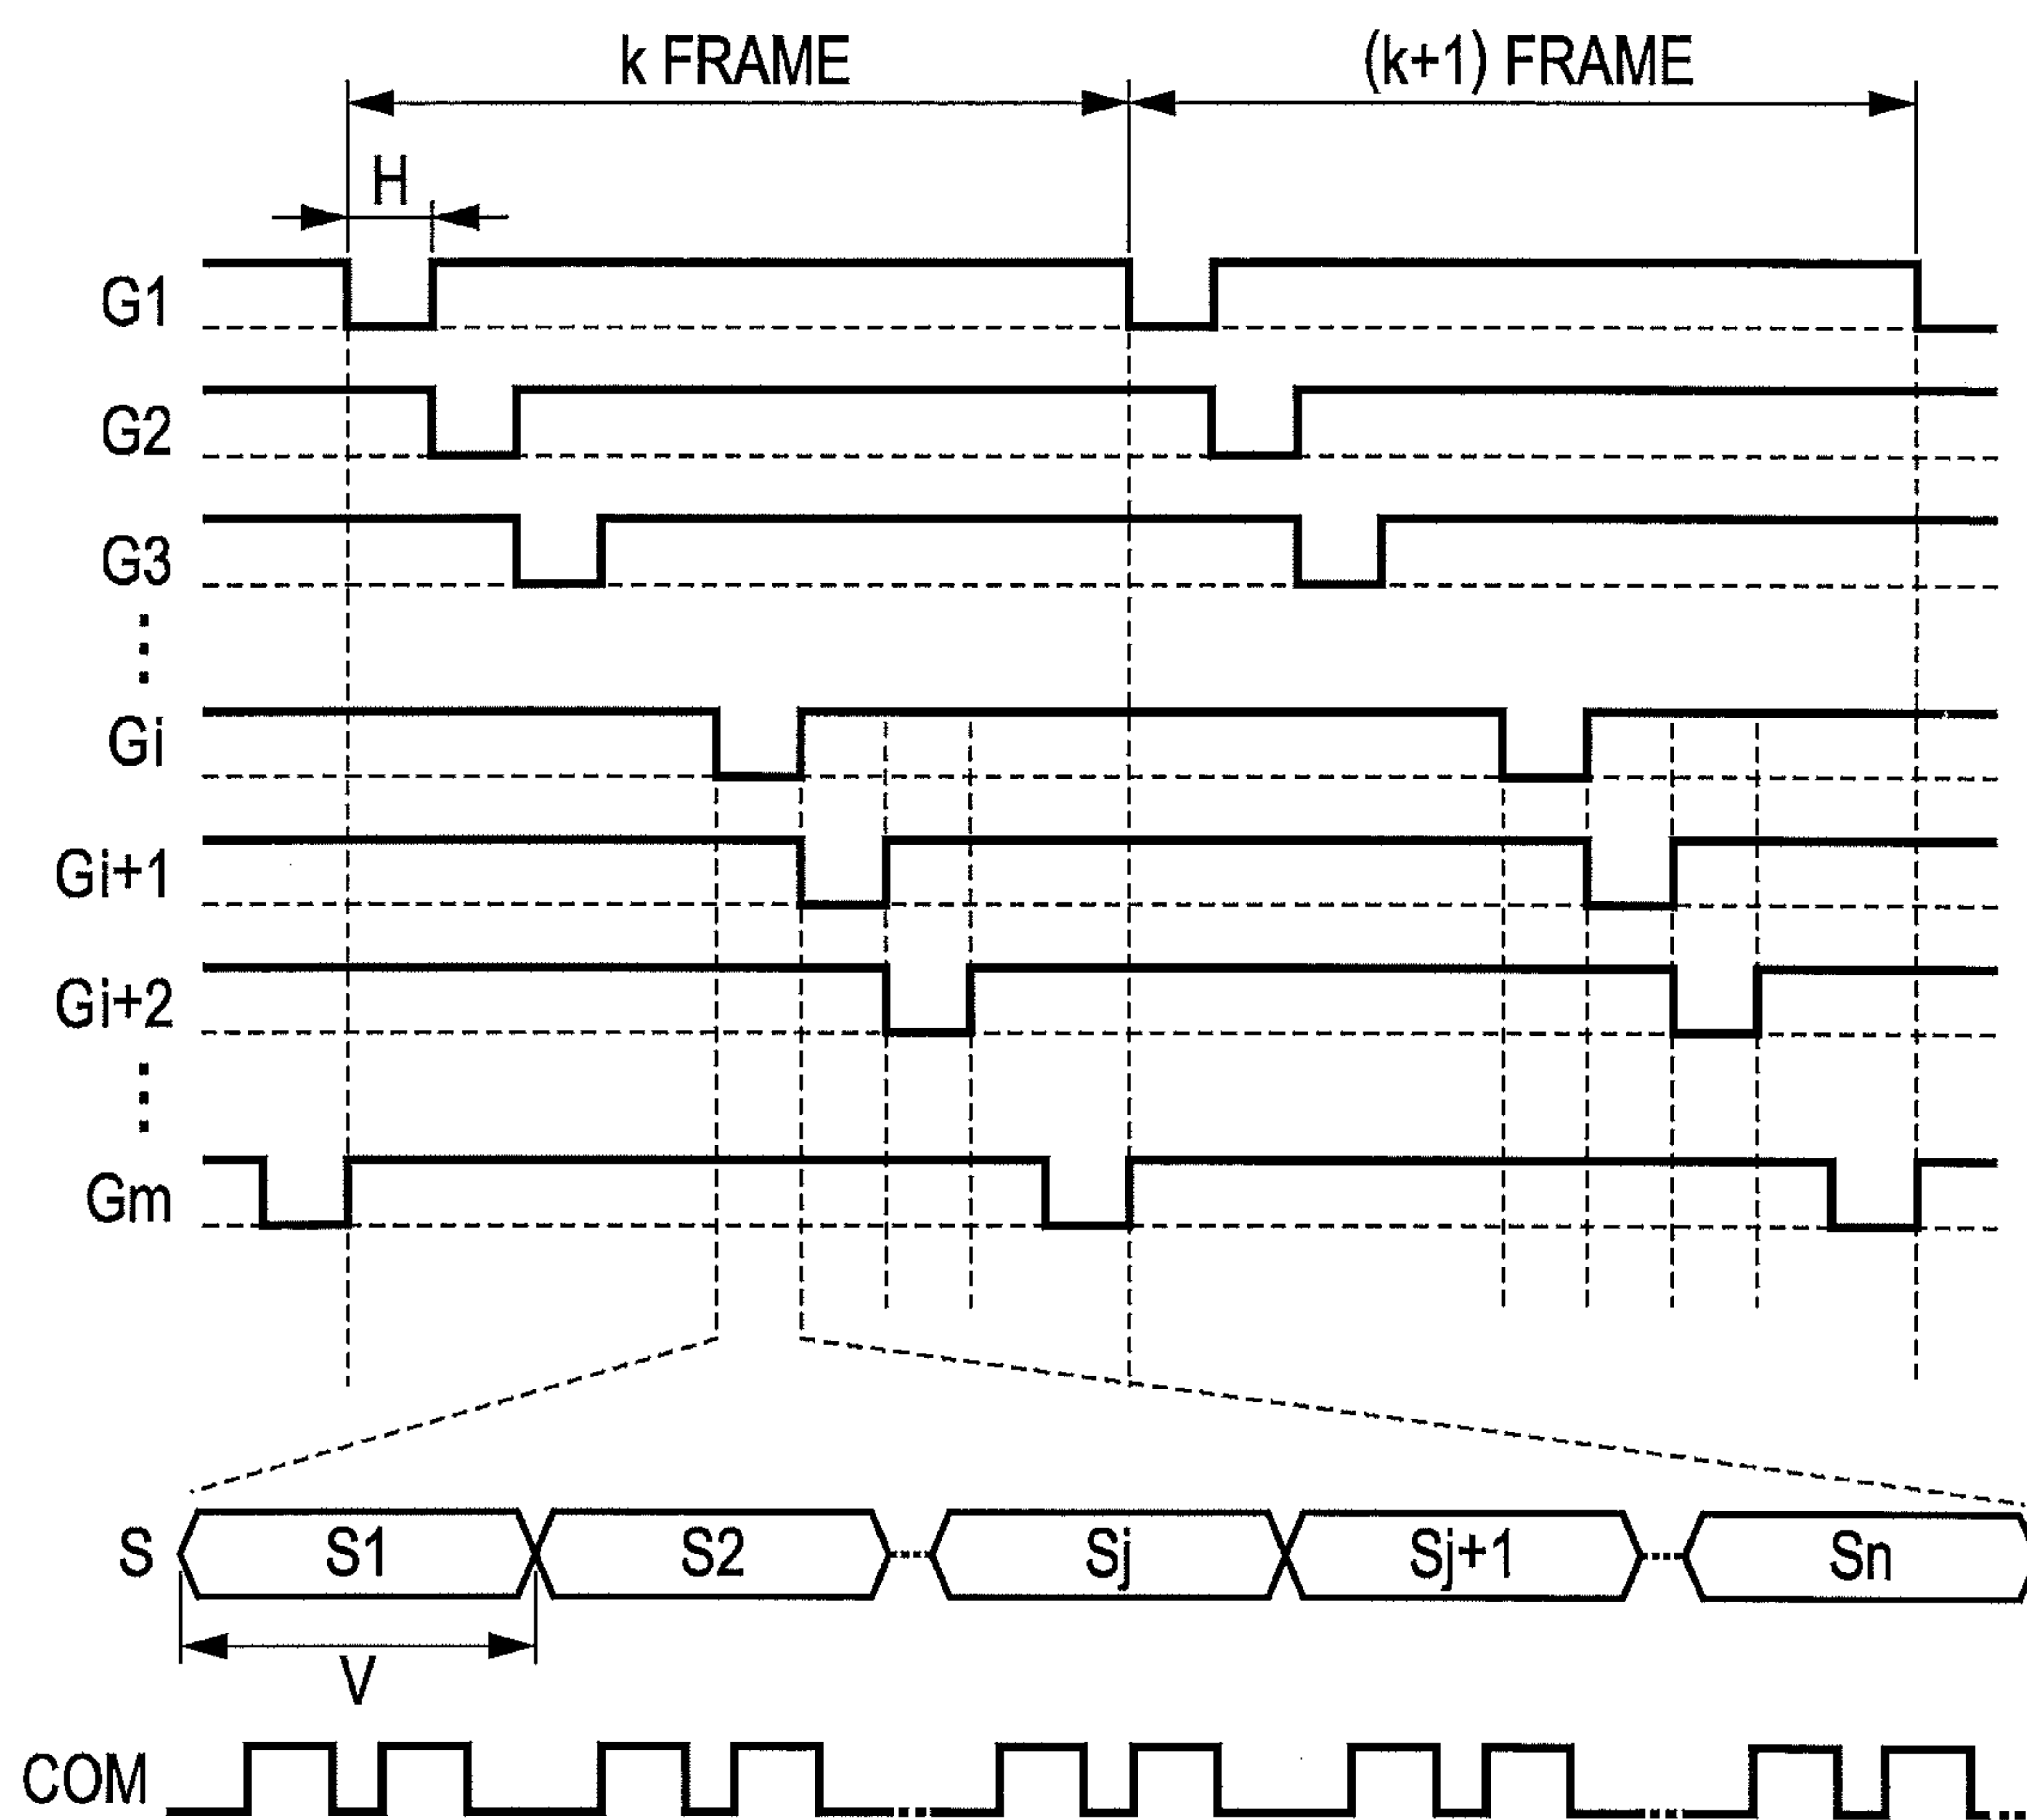 k FRAME (k+1) FRAME
H
G1
G2
G3
Gi
Gi+1
Gi+2
Gm
S S1 S2 Sj Sj+1 Sn
V
COM